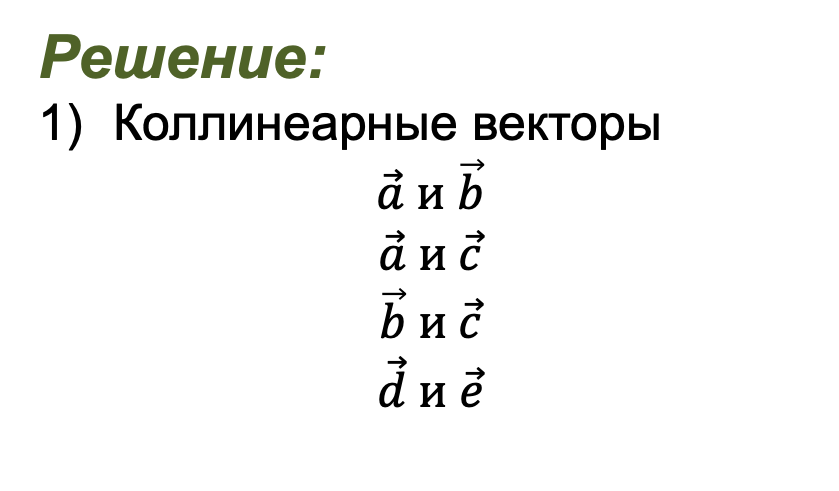 Решение:
1) Коллинеарные векторы
a⃗ и b⃗
a⃗ и c⃗
b⃗ и c⃗
d⃗ и e⃗